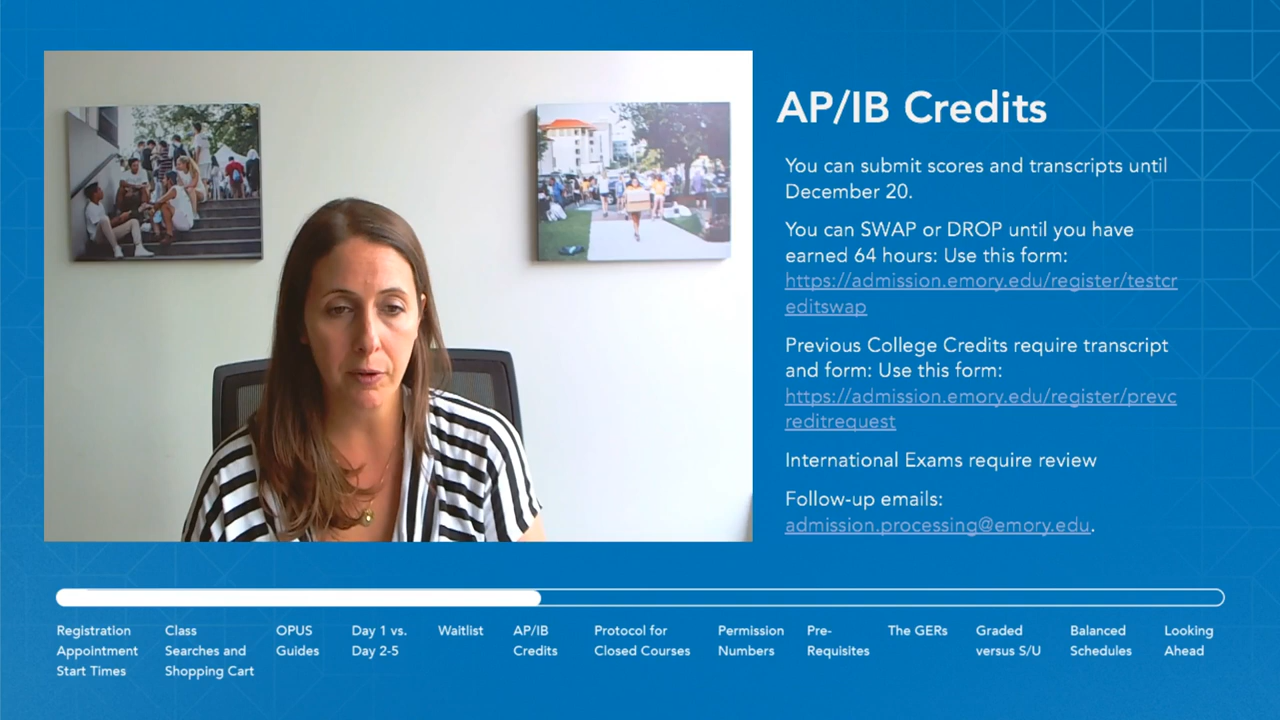 AP/IB Credits
You can submit scores and transcripts until
December 20.
You can SWAP or DROP until you have
earned 64 hours: Use this form:
https://admission.emory.edu/register/testcr
editswap
Previous College Credits require transcript
and form: Use this form:
https://admission.emory.edu/register/prevc
reditrequest
International Exams require review
Follow-up emails:
admission.processing@emory.edu.
Registration
Appointment
Start Times
Class
Searches and
Shopping Cart
OPUS
Guides
Day 1 vs.
Day 2-5
Waitlist
AP/IB
Credits
Protocol for
Closed Courses
Permission
Numbers
Pre-
Requisites
The GERs
Graded
versus S/U
Balanced
Schedules
Looking
Ahead